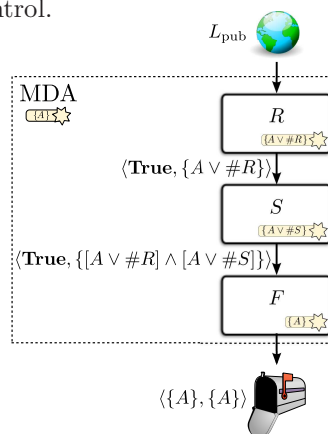 ntrol.
L_pub
MDA
{A}
R
{A ∨ #R}
⟨True, {A ∨ #R}⟩
S
{A ∨ #S}
⟨True, {[A ∨ #R] ∧ [A ∨ #S]}⟩
F
{A}
⟨{A}, {A}⟩